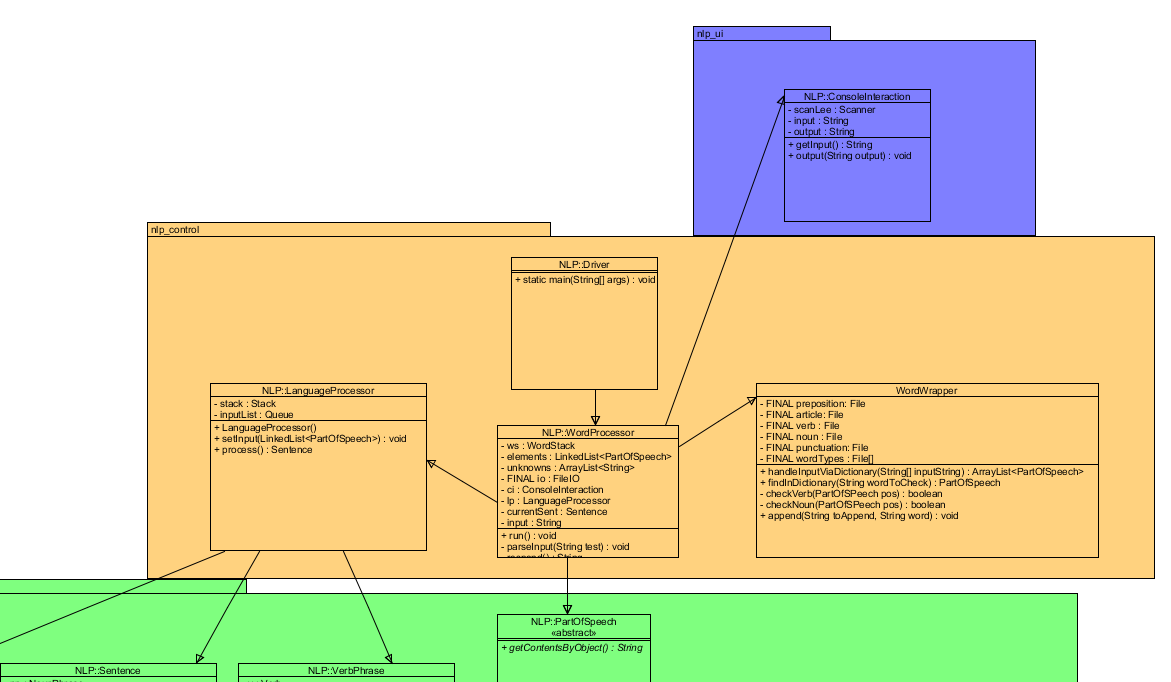 nlp_ui
NLP::ConsoleInteraction
- scanLee : Scanner
- input : String
- output : String
+ getInput() : String
+ output(String output) : void
nlp_control
NLP::Driver
+ static main(String[] args) : void
NLP::LanguageProcessor
- stack : Stack
- inputList : Queue
+ LanguageProcessor()
+ setInput(LinkedList<PartOfSpeech>) : void
+ process() : Sentence
NLP::WordProcessor
- ws : WordStack
- elements : LinkedList<PartOfSpeech>
- unknowns : ArrayList<String>
- FINAL io : FileIO
- ci : ConsoleInteraction
- lp : LanguageProcessor
- currentSent : Sentence
- input : String
+ run() : void
- parseInput(String test) : void
WordWrapper
- FINAL preposition: File
- FINAL article: File
- FINAL verb : File
- FINAL noun : File
- FINAL punctuation: File
- FINAL wordTypes : File[]
+ handleInputViaDictionary(String[] inputString) : ArrayList<PartOfSpeech>
+ findInDictionary(String wordToCheck) : PartOfSpeech
- checkVerb(PartOfSPeech pos) : boolean
- checkNoun(PartOfSPeech pos) : boolean
+ append(String toAppend, String word) : void
NLP::PartOfSpeech
«abstract»
+ getContentsByObject() : String
NLP::Sentence
NLP::VerbPhrase